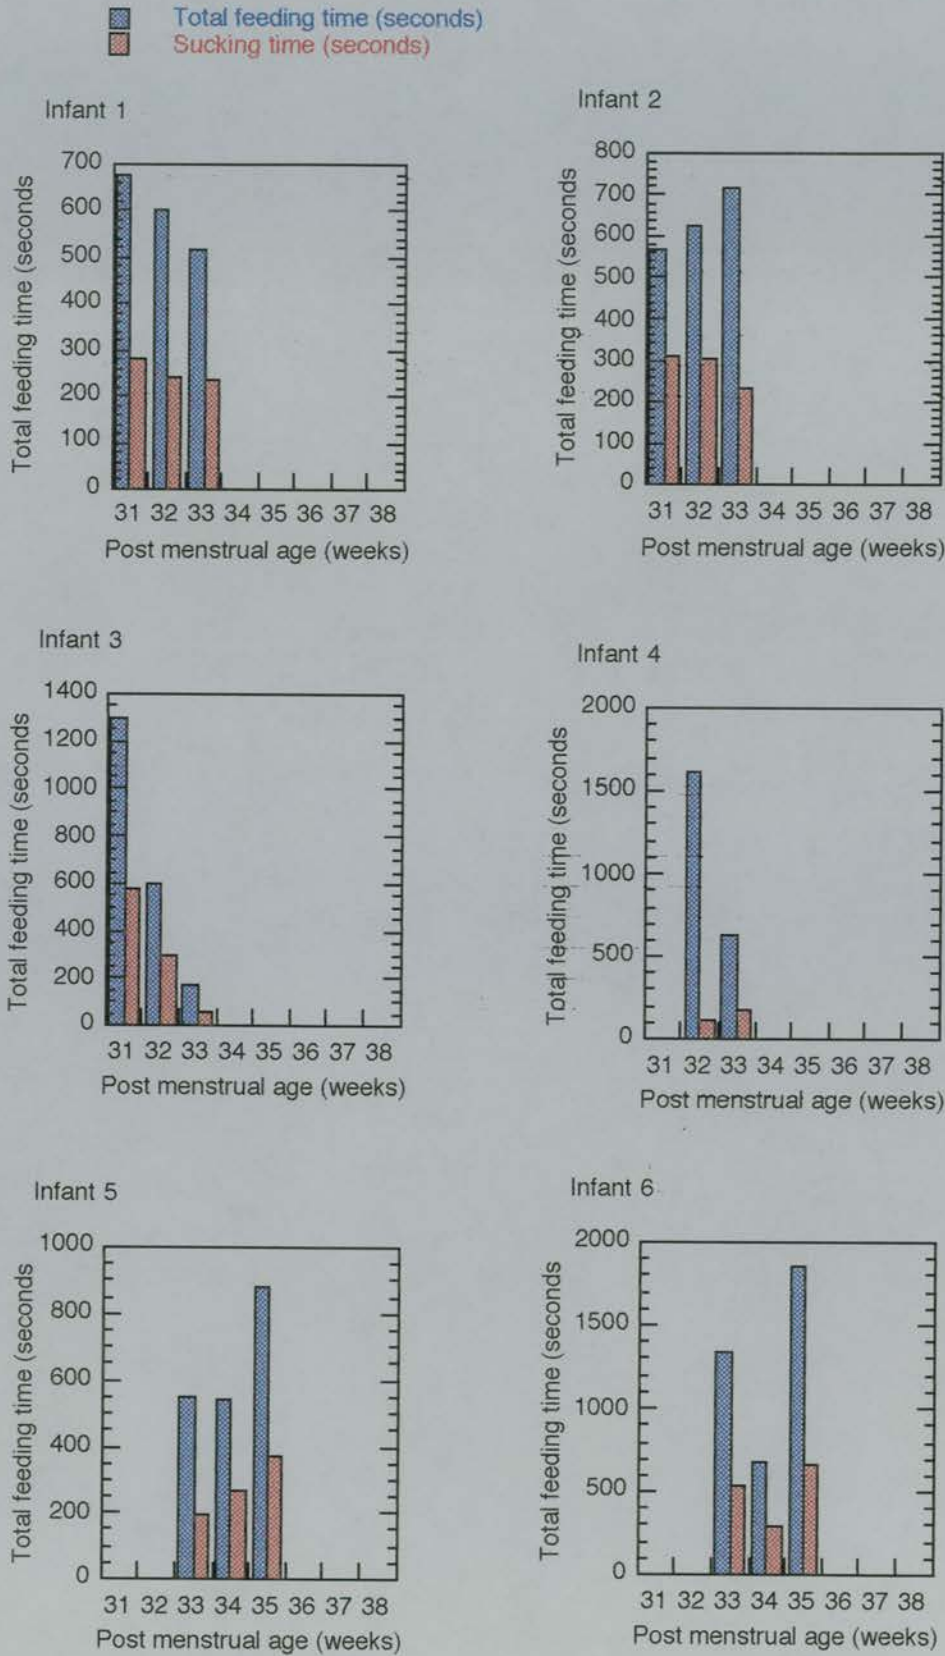 Total feeding time (seconds)
Sucking time (seconds)
Infant 1
Total feeding time (seconds
700
600
500
400
300
200
100
0
31 32 33 34 35 36 37 38
Post menstrual age (weeks)
Infant 2
Total feeding time (seconds
800
700
600
500
400
300
200
100
0
31 32 33 34 35 36 37 38
Post menstrual age (weeks)
Infant 3
Total feeding time (seconds
1400
1200
1000
800
600
400
200
0
31 32 33 34 35 36 37 38
Post menstrual age (weeks)
Infant 4
Total feeding time (seconds
2000
1500
1000
500
0
31 32 33 34 35 36 37 38
Post menstrual age (weeks)
Infant 5
Total feeding time (seconds
1000
800
600
400
200
0
31 32 33 34 35 36 37 38
Post menstrual age (weeks)
Infant 6
Total feeding time (seconds
2000
1500
1000
500
0
31 32 33 34 35 36 37 38
Post menstrual age (weeks)